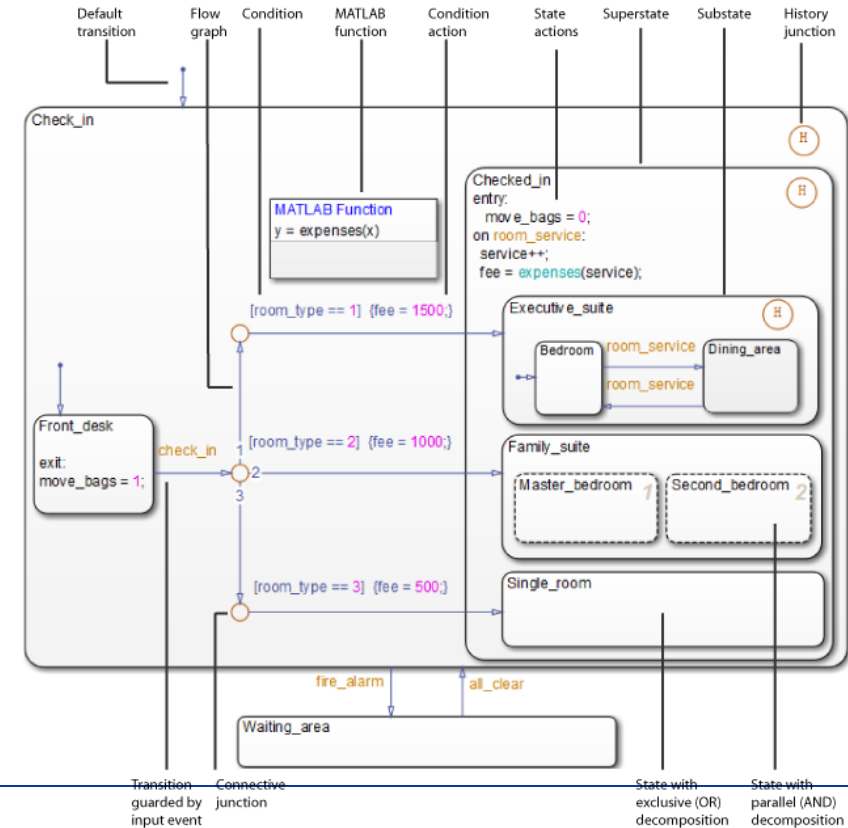 Default
transition
Flow
graph
Condition
MATLAB
function
Condition
action
State
actions
Superstate
Substate
History
junction
Check_in
H
Checked_in
H
entry:
move_bags = 0;
on room_service:
service++;
fee = expenses(service);
MATLAB Function
y = expenses(x)
[room_type == 1] {fee = 1500;}
Executive_suite
H
Bedroom
room_service
Dining_area
room_service
Front_desk
exit:
move_bags = 1;
check_in
1
2
3
[room_type == 2] {fee = 1000;}
Family_suite
Master_bedroom 1
Second_bedroom 2
[room_type == 3] {fee = 500;}
Single_room
fire_alarm
all_clear
Waiting_area
Transition
guarded by
input event
Connective
junction
State with
exclusive (OR)
decomposition
State with
parallel (AND)
decomposition